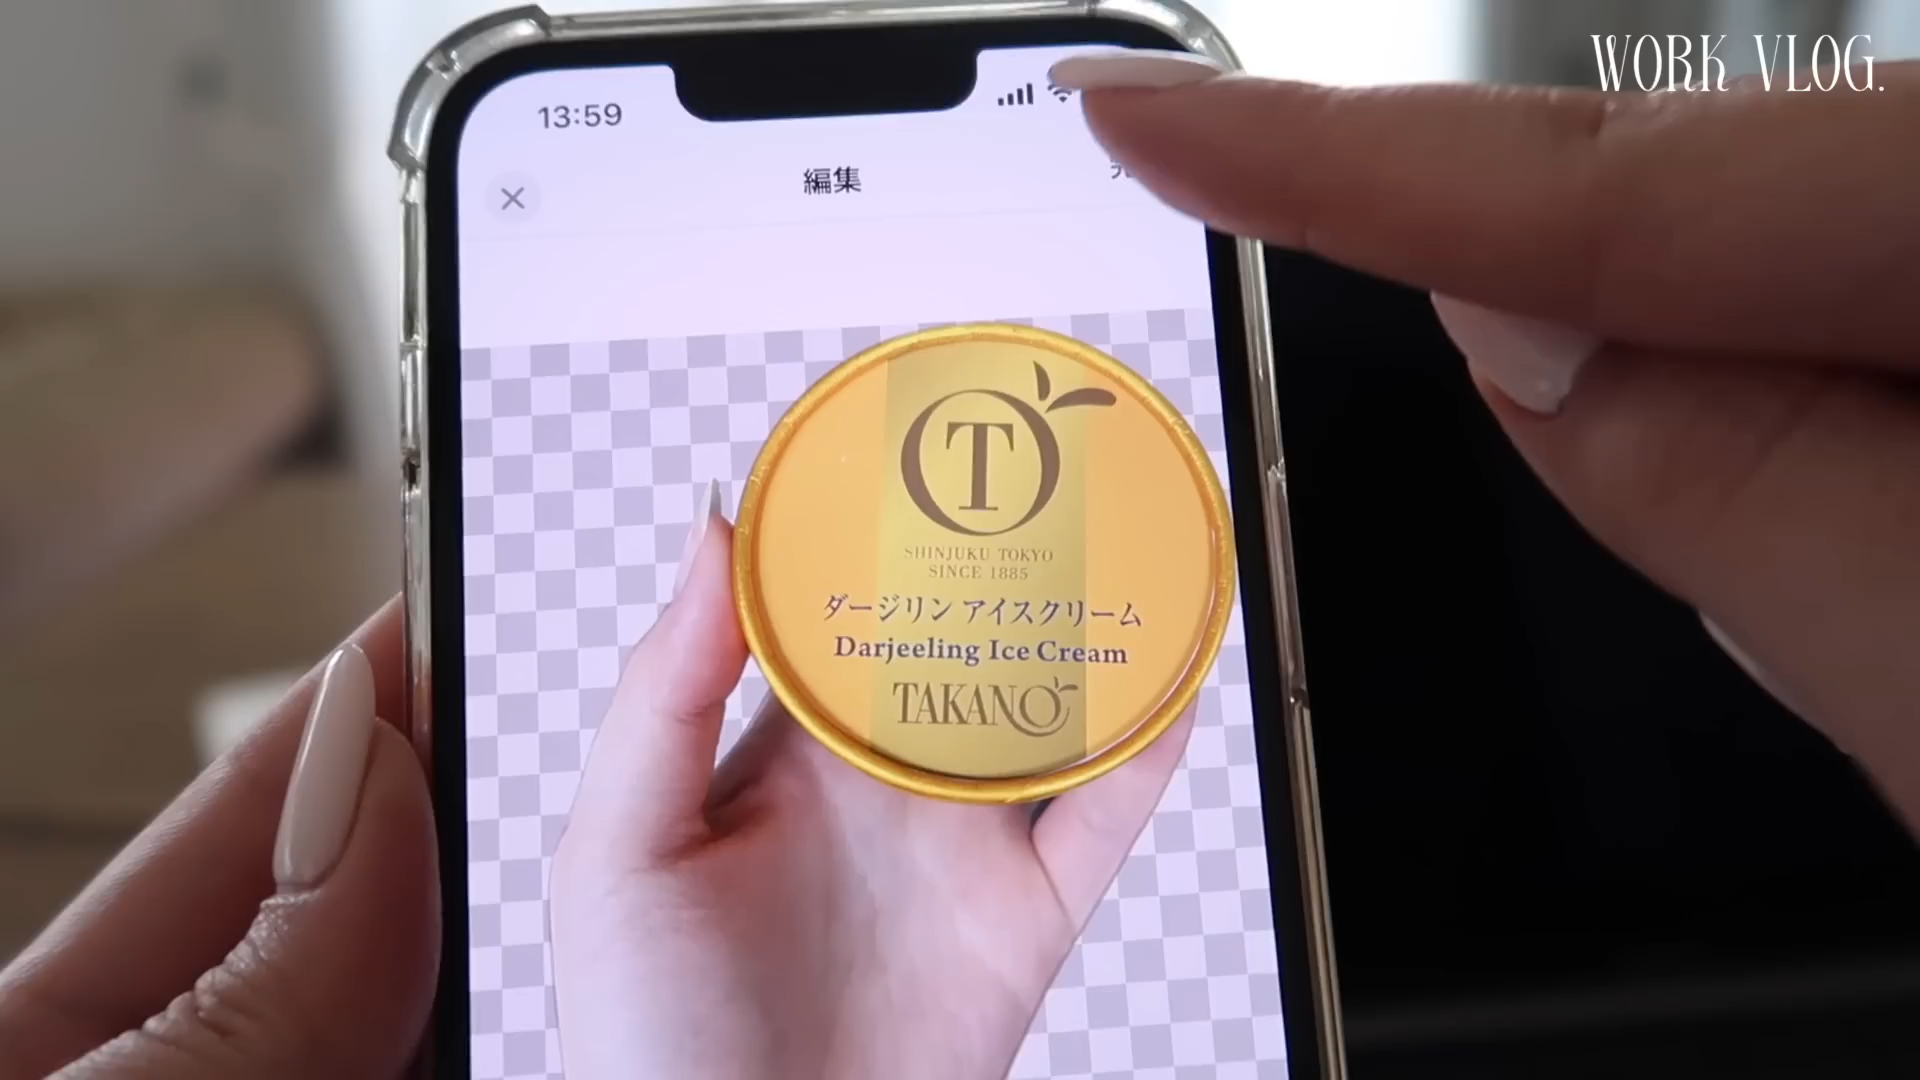 WORK VLOG.
13:59
編集
T
SHINJUKU TOKYO
SINCE 1885
ダージリン アイスクリーム
Darjeeling Ice Cream
TAKANO